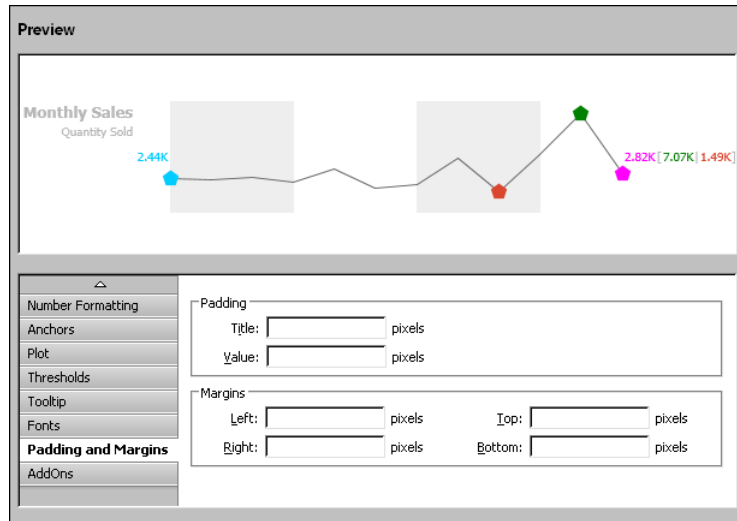 Preview
Monthly Sales
Quantity Sold
2.44K
2.82K[7.07K|1.49K]
Number Formatting
Anchors
Plot
Thresholds
Tooltip
Fonts
Padding and Margins
AddOns
Padding
Title: pixels
Value: pixels
Margins
Left: pixels Top: pixels
Right: pixels Bottom: pixels